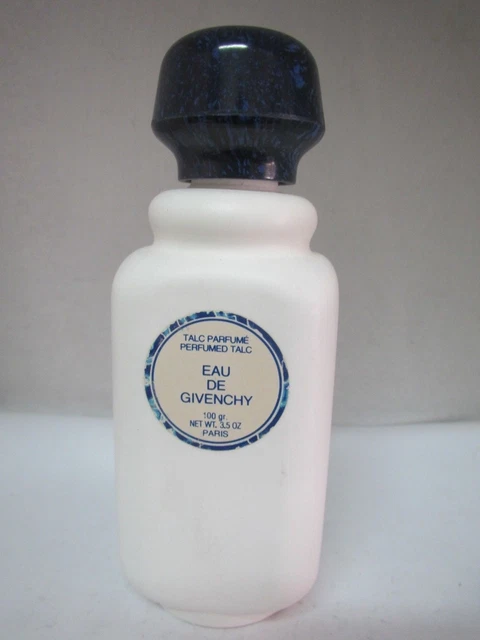 TALC PARFUMÉ
PERFUMED TALC
EAU
DE
GIVENCHY
100 gr.
NET WT. 3.5 OZ
PARIS